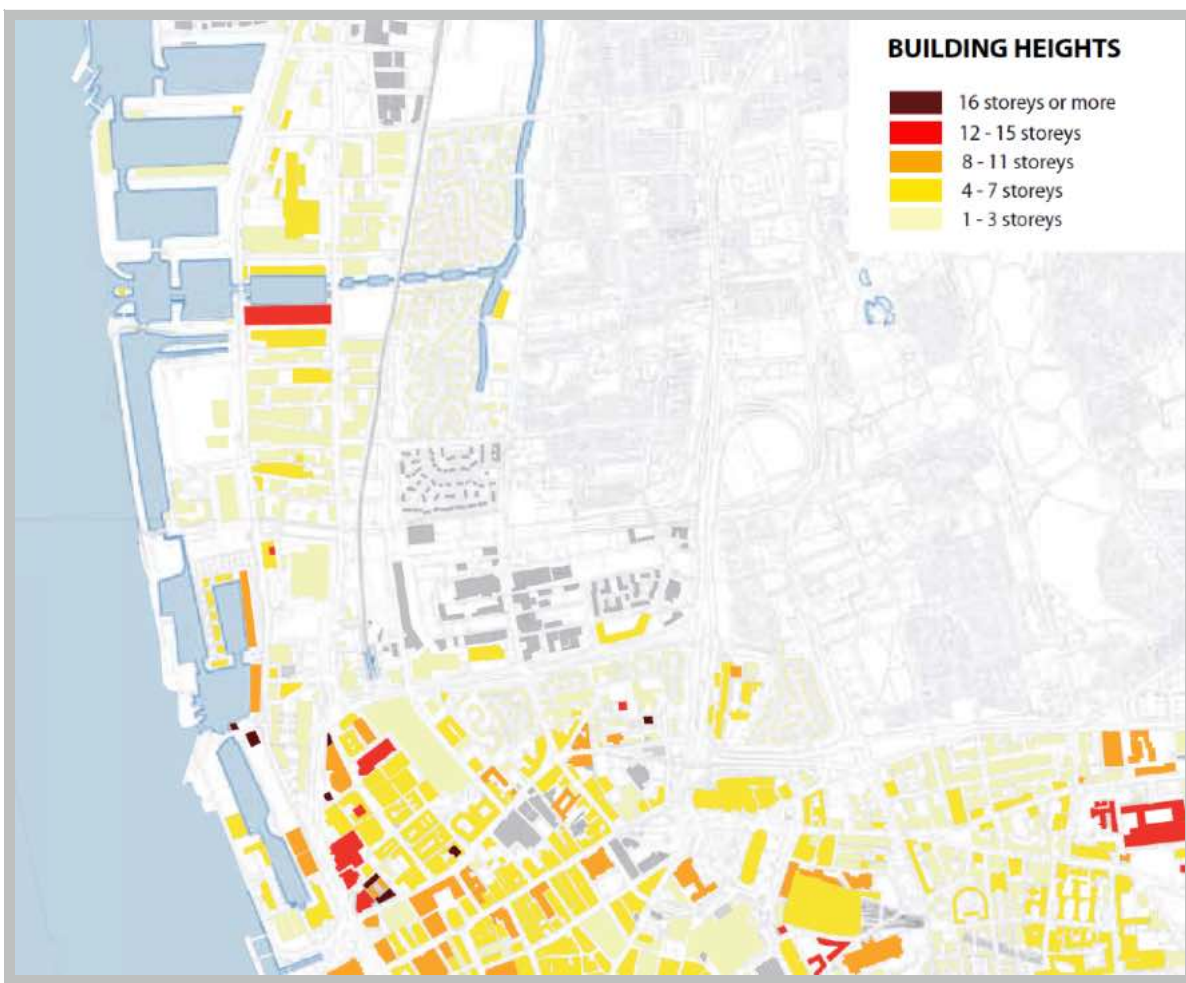 BUILDING HEIGHTS
16 storeys or more
12 - 15 storeys
8 - 11 storeys
4 - 7 storeys
1 - 3 storeys